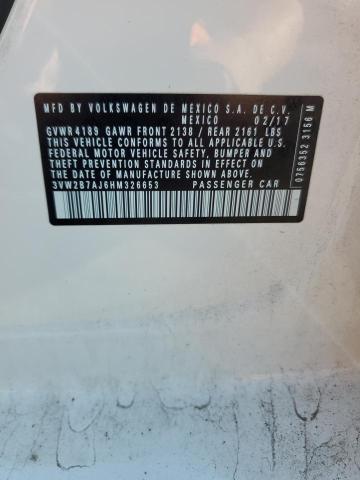 MFD BY VOLKSWAGEN DE MEXICO S.A. DE C.V.
MEXICO 02/17
GVWR 4189 GAWR FRONT 2138 / REAR 2161 LBS
THIS VEHICLE CONFORMS TO ALL APPLICABLE U.S.
FEDERAL MOTOR VEHICLE SAFETY, BUMPER AND
THEFT PREVENTION STANDARDS IN EFFECT ON THE
DATE OF MANUFACTURE SHOWN ABOVE.
3VW2B7AJ6HM326653 PASSENGER CAR
0756352 3156 M